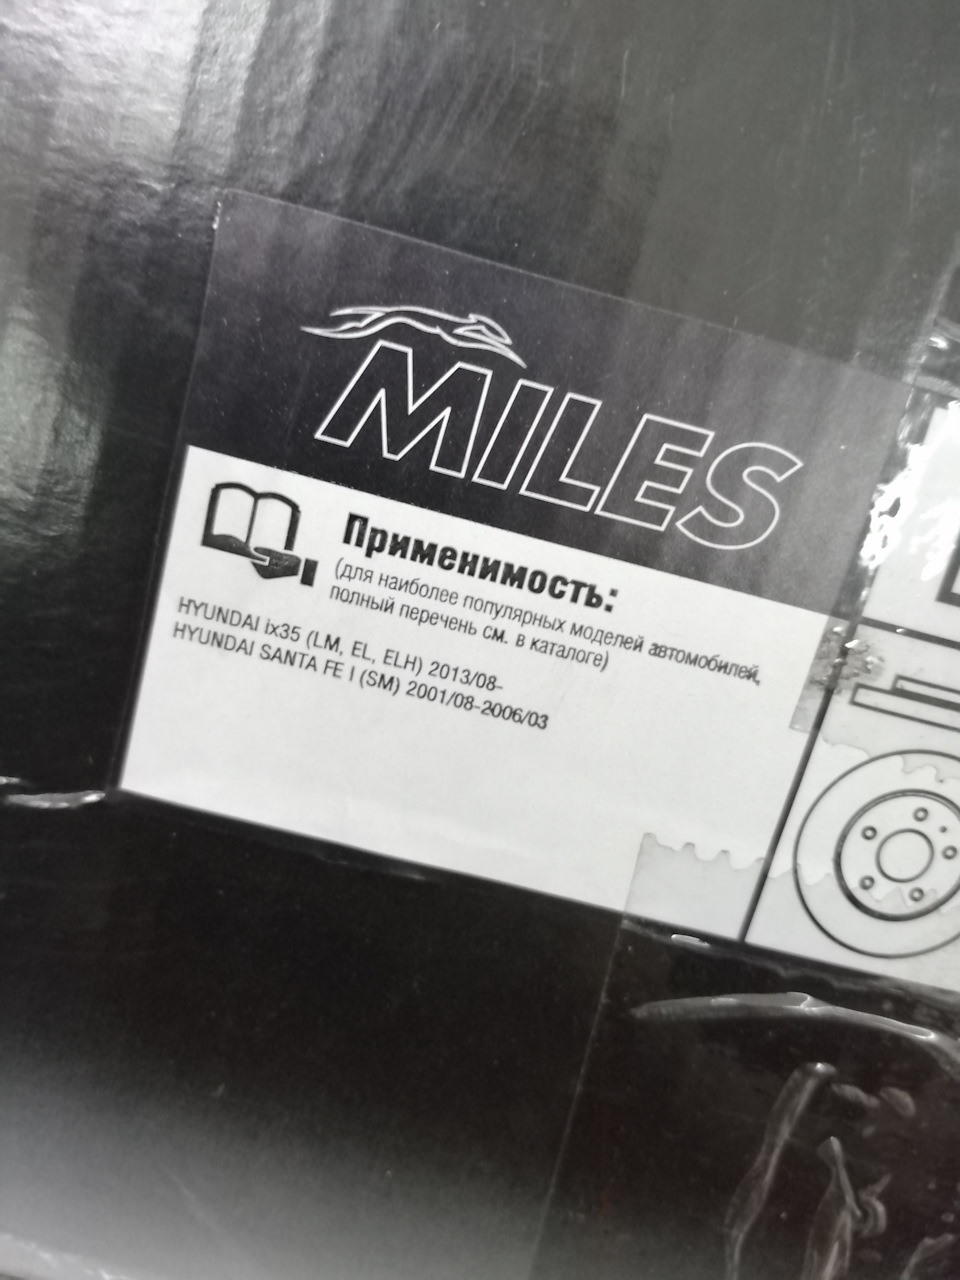 MILES
Применимость:
(для наиболее популярных моделей автомобилей,
полный перечень см. в каталоге)
HYUNDAI ix35 (LM, EL, ELH) 2013/08-
HYUNDAI SANTA FE I (SM) 2001/08-2006/03